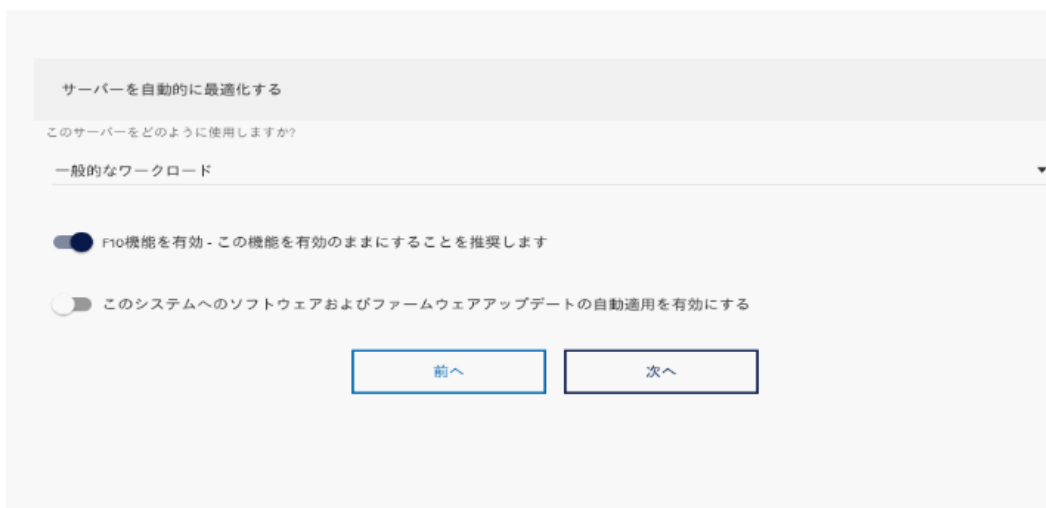 サーバーを自動的に最適化する
このサーバーをどのように使用しますか?
一般的なワークロード
F10機能を有効 - この機能を有効のままにすることを推奨します
このシステムへのソフトウェアおよびファームウェアアップデートの自動適用を有効にする
前へ
次へ